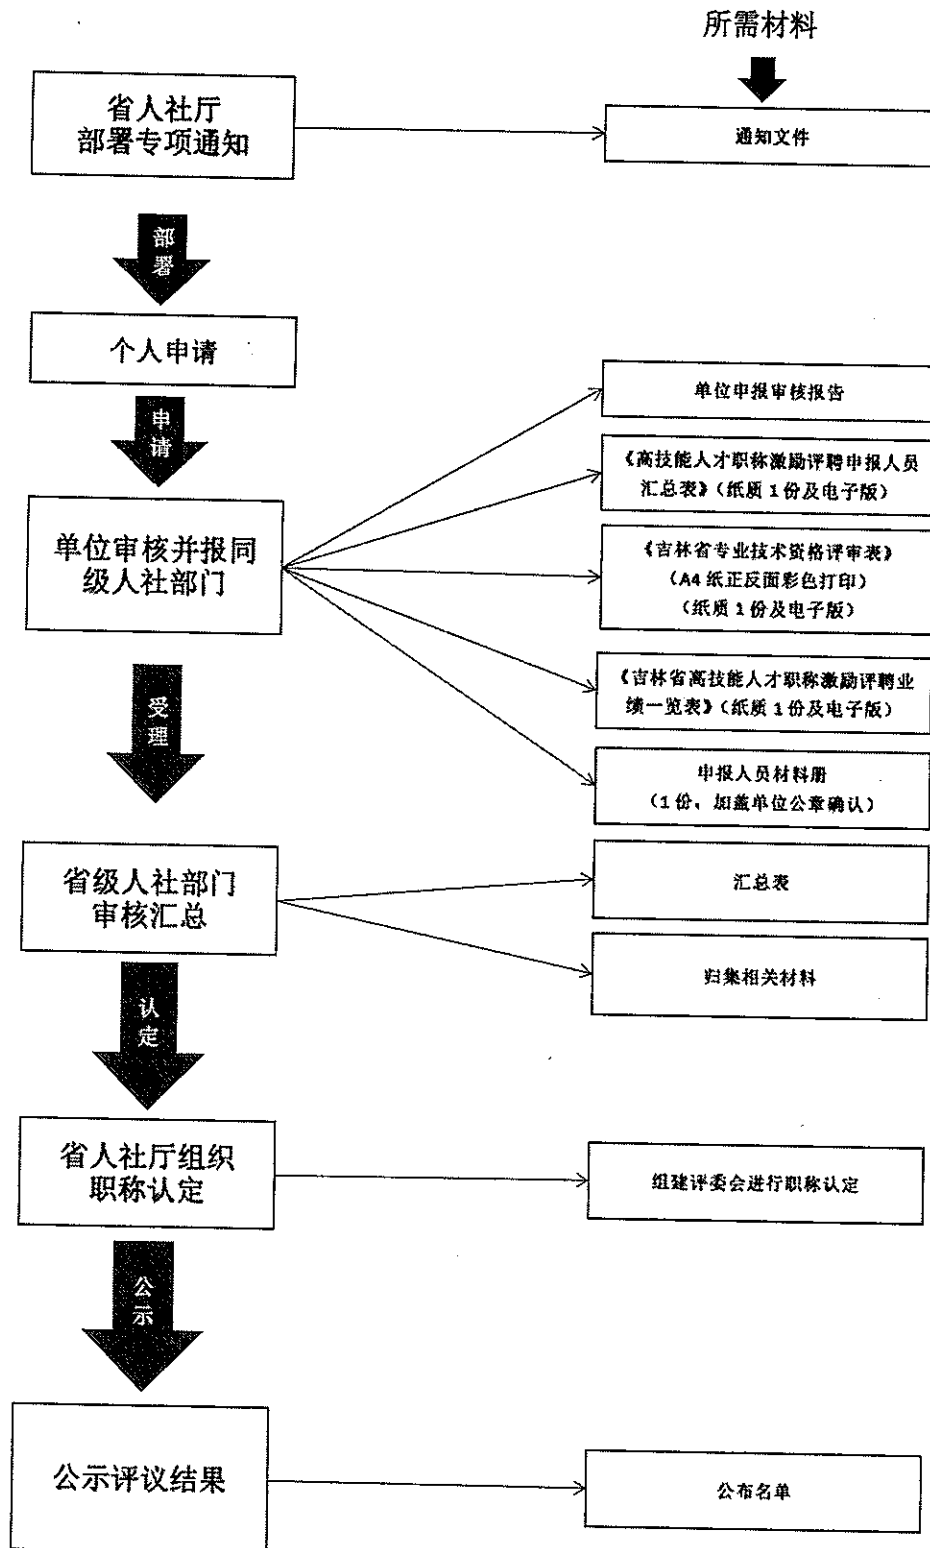 所需材料
省人社厅
部署专项通知
通知文件
部
署
个人申请
申
请
单位审核并报同
级人社部门
单位申报审核报告
《高技能人才职称激励评聘申报人员
汇总表》（纸质 1 份及电子版）
《吉林省专业技术资格评审表》
（A4 纸正反面彩色打印）
（纸质 1 份及电子版）
《吉林省高技能人才职称激励评聘业
绩一览表》（纸质 1 份及电子版）
申报人员材料册
（1 份，加盖单位公章确认）
受
理
省级人社部门
审核汇总
汇总表
归集相关材料
认
定
省人社厅组织
职称认定
组建评委会进行职称认定
公
示
公示评议结果
公布名单